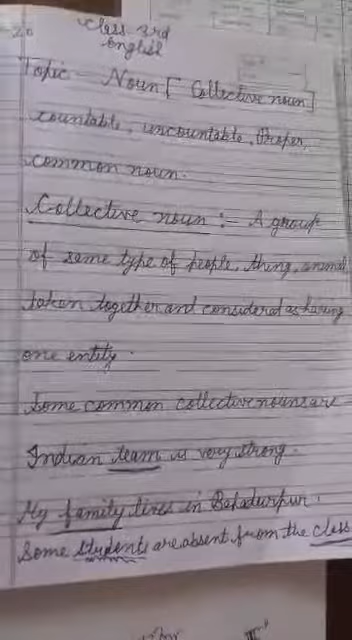 20
Class 3rd
English
Topic - Noun [ Collective noun ]
countable, uncountable, Proper,
common noun.
Collective noun :- A group
of same type of people, thing, animal
taken together and considered as having
one entity.
Some common collective nouns are
Indian team is very strong.
My family lives in Bahadurpur.
Some students are absent from the class